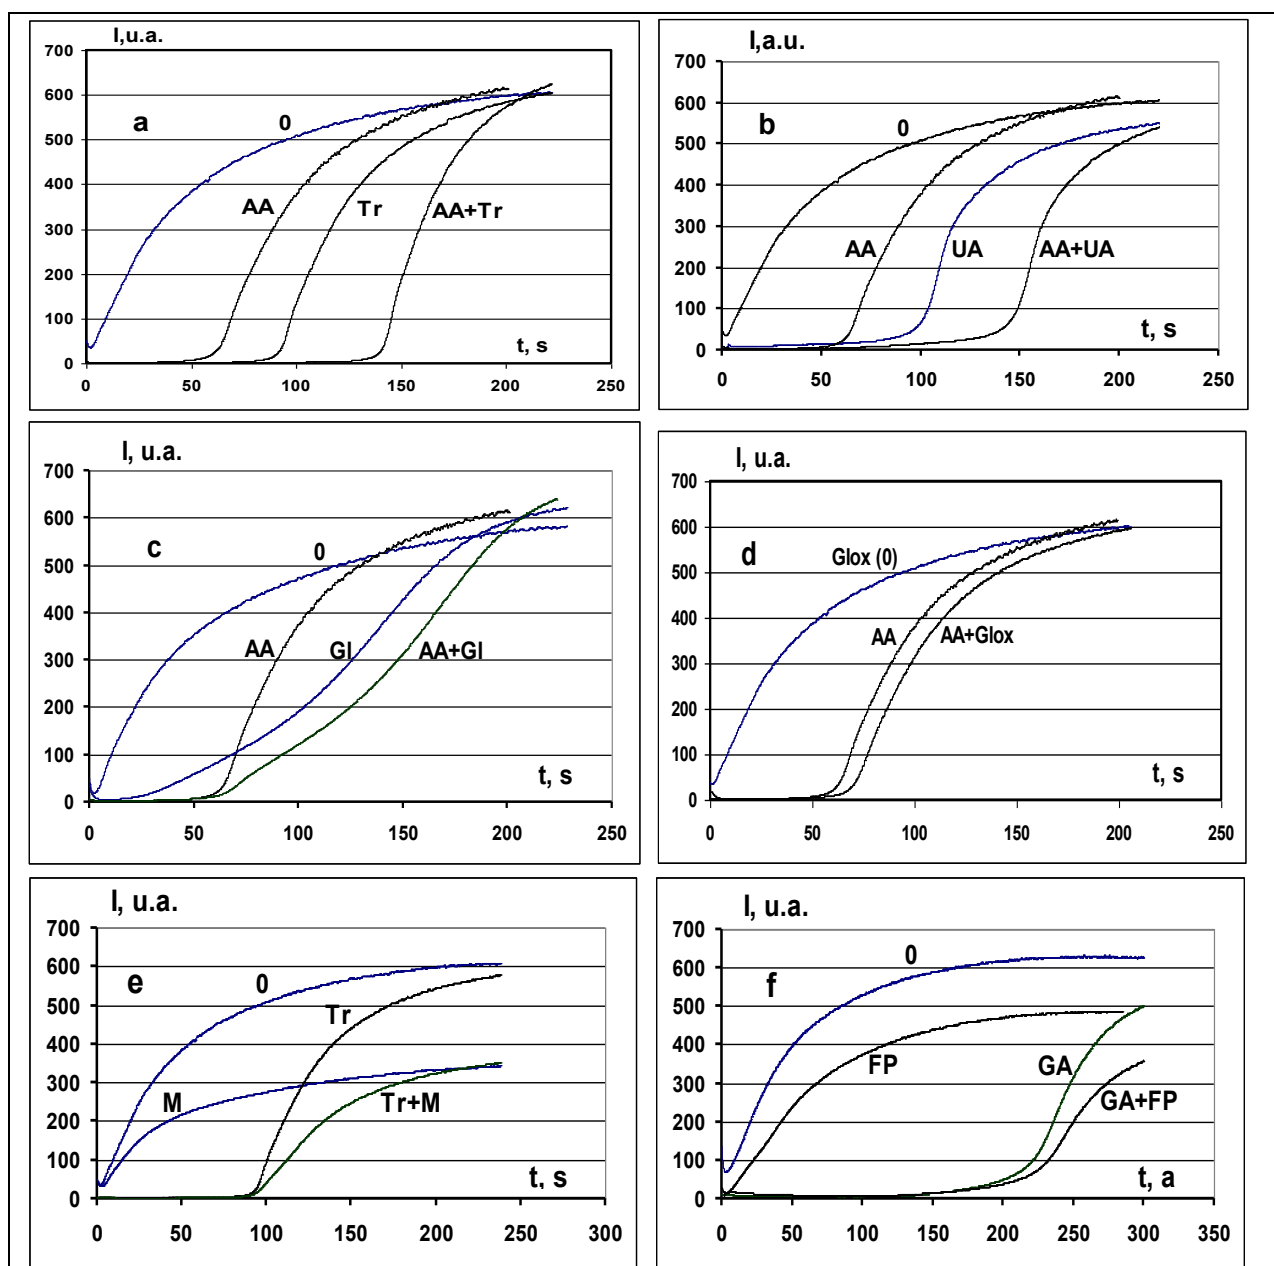 I,u.a.
700
600
500
400
300
200
100
0
a
0
AA
Tr
AA+Tr
t, s
0 50 100 150 200 250
I,a.u.
700
600
500
400
300
200
100
0
b
0
AA
UA
AA+UA
t, s
0 50 100 150 200 250
I, u.a.
700
600
500
400
300
200
100
0
c
0
AA
Gl
AA+Gl
t, s
0 50 100 150 200 250
I, u.a.
700
600
500
400
300
200
100
0
d
Glox (0)
AA
AA+Glox
t, s
0 50 100 150 200 250
I, u.a.
700
600
500
400
300
200
100
0
e
0
Tr
M
Tr+M
t, s
0 50 100 150 200 250 300
I, u.a.
700
600
500
400
300
200
100
0
f
0
FP
GA
GA+FP
t, a
0 50 100 150 200 250 300 350